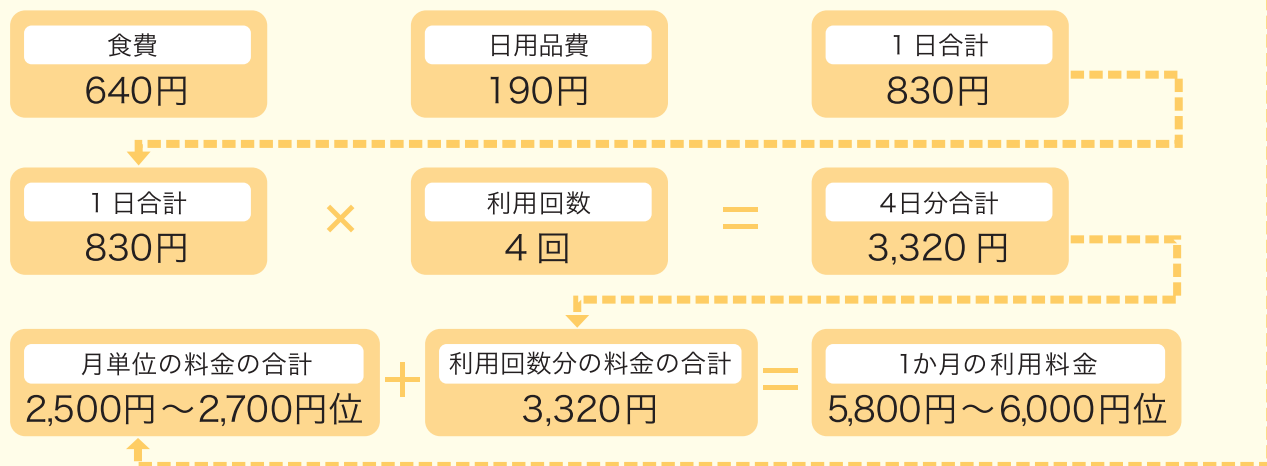 食費 日用品費 1日合計
640円 190円 830円
1日合計 × 利用回数 = 4日分合計
830円 4回 3,320円
月単位の料金の合計 + 利用回数分の料金の合計 = 1か月の利用料金
2,500円～2,700円位 3,320円 5,800円～6,000円位